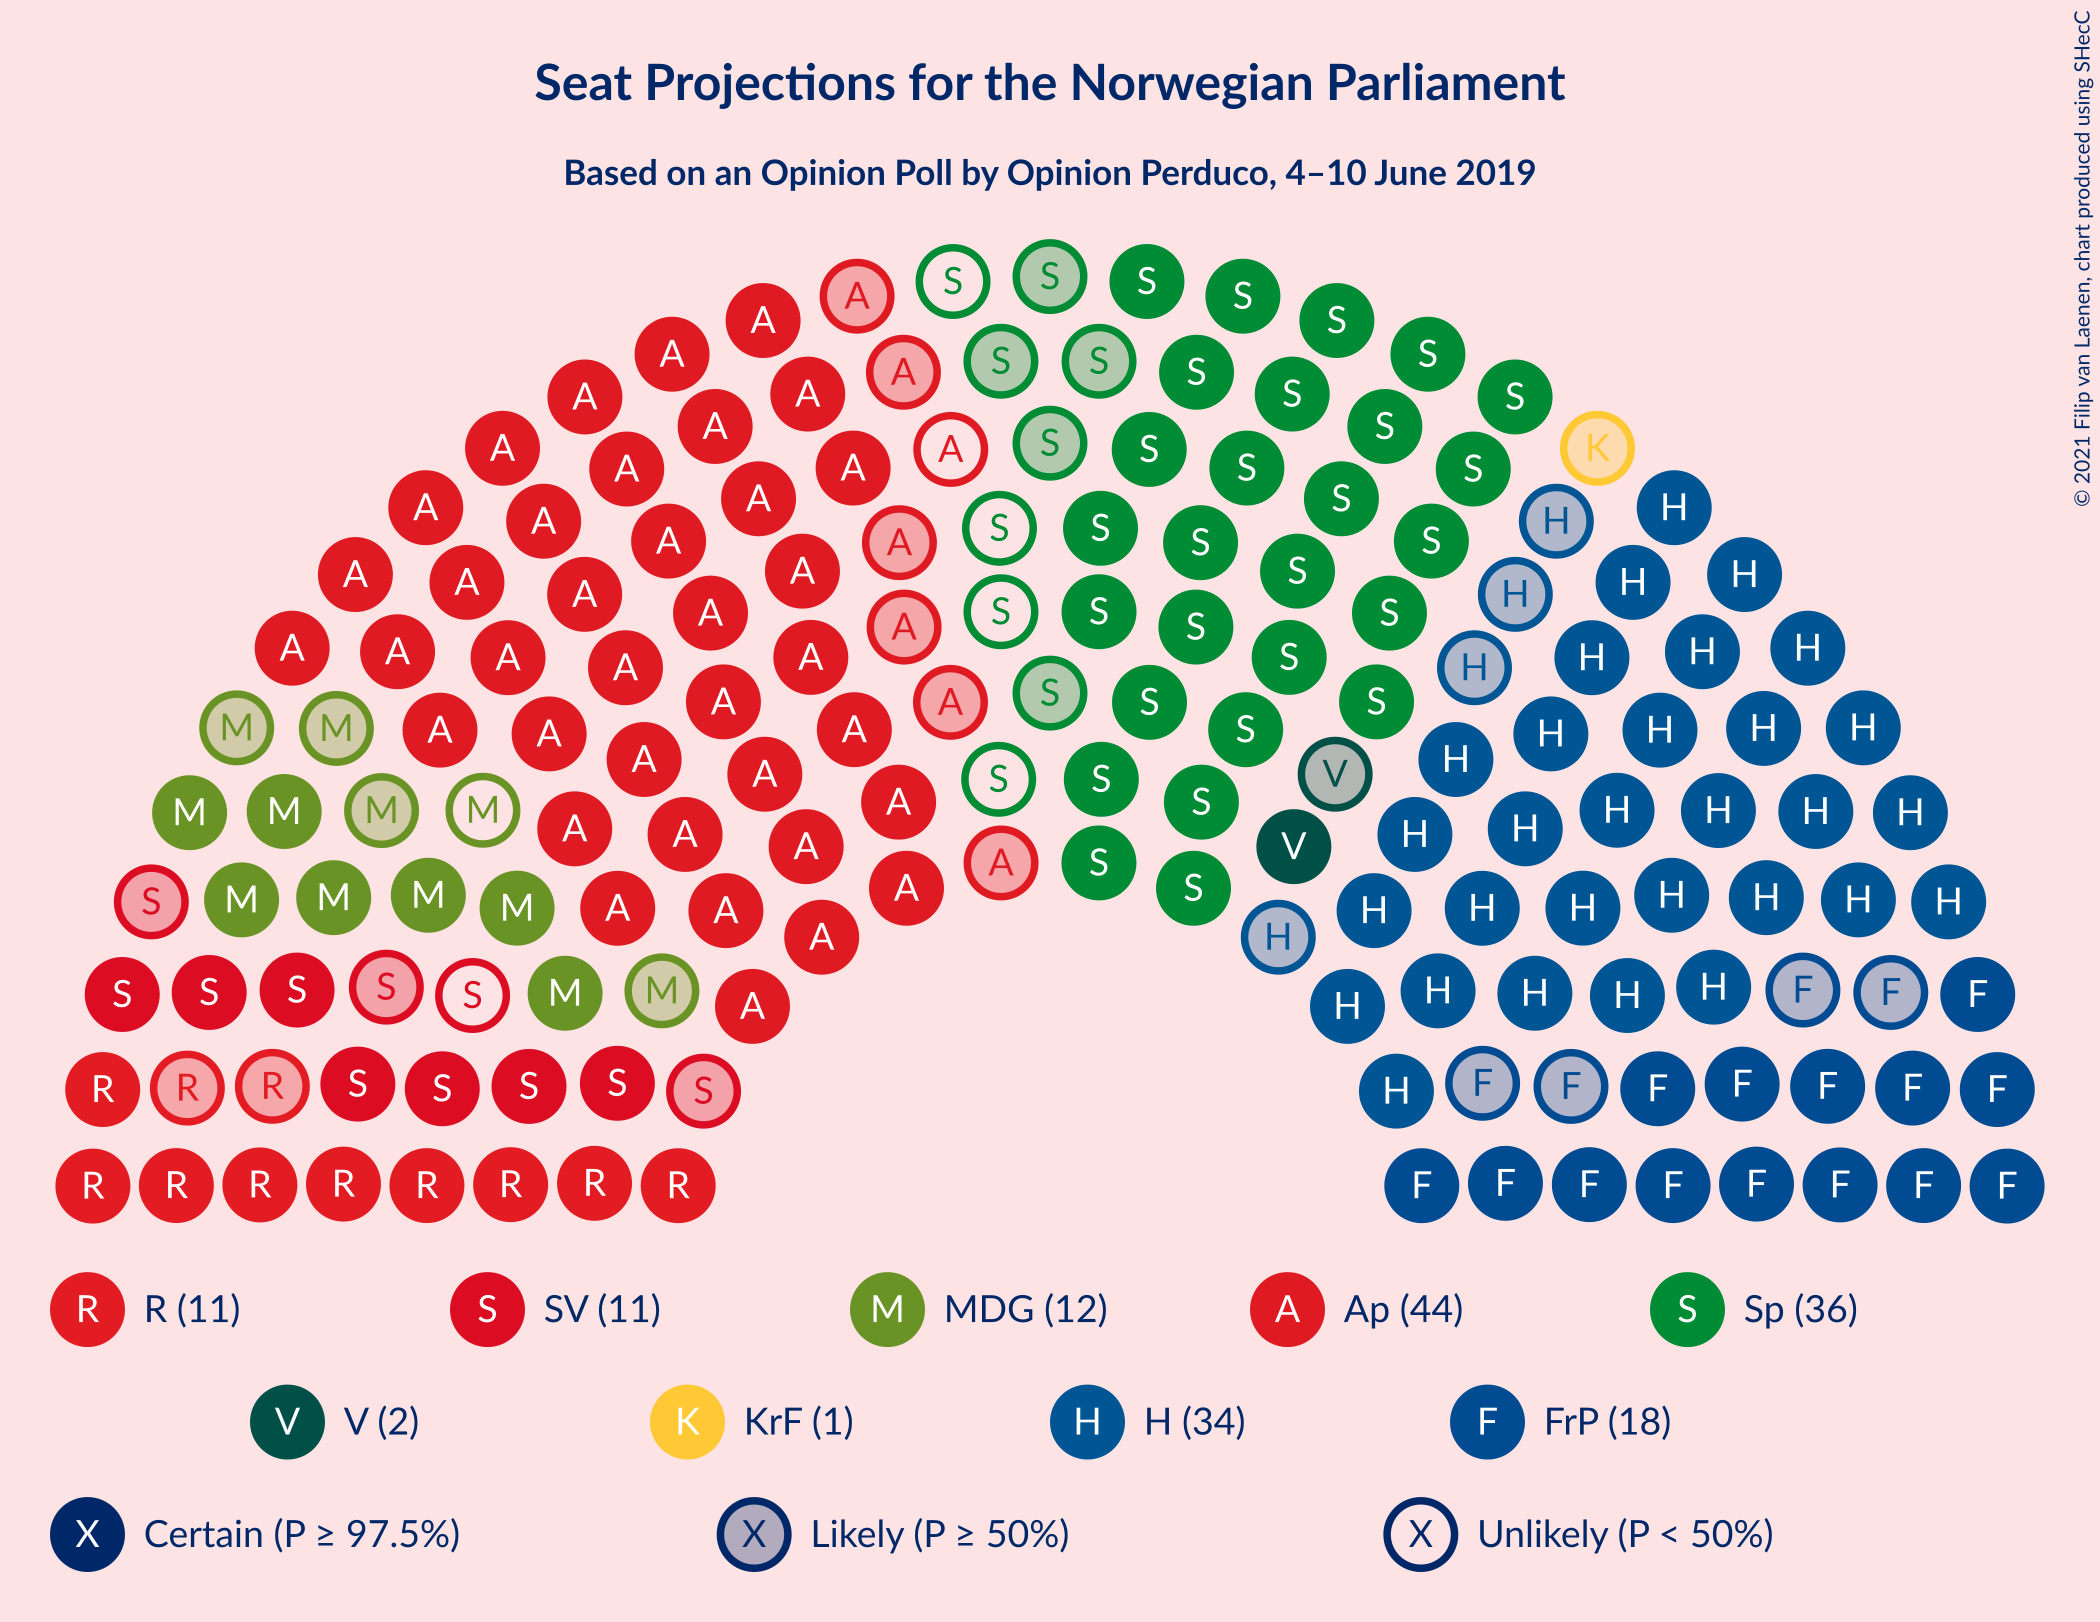 Seat Projections for the Norwegian Parliament
Based on an Opinion Poll by Opinion Perduco, 4–10 June 2019
© 2021 Filip van Laenen, chart produced using SHecC
A S S S S
A S S S
A A S S S S
A A S S S K
A A S S S S
A A A S S S H H
A A A S S S S
A A A S S S H H
A A A S S S H H
A A A S S S H H H
M M A A A A A S S S H H H H H
A A V H
M M M M A A A S S S V H H H H H H
S M M M M A A A A A S S H H H H H H H H
S S S S S M M A H H H H H F F F
R R R S S S S S H F F F F F F F
R R R R R R R R F F F F F F F F
R R (11) S SV (11) M MDG (12) A Ap (44) S Sp (36)
V V (2) K KrF (1) H H (34) F FrP (18)
X Certain (P ≥ 97.5%) X Likely (P ≥ 50%) X Unlikely (P < 50%)